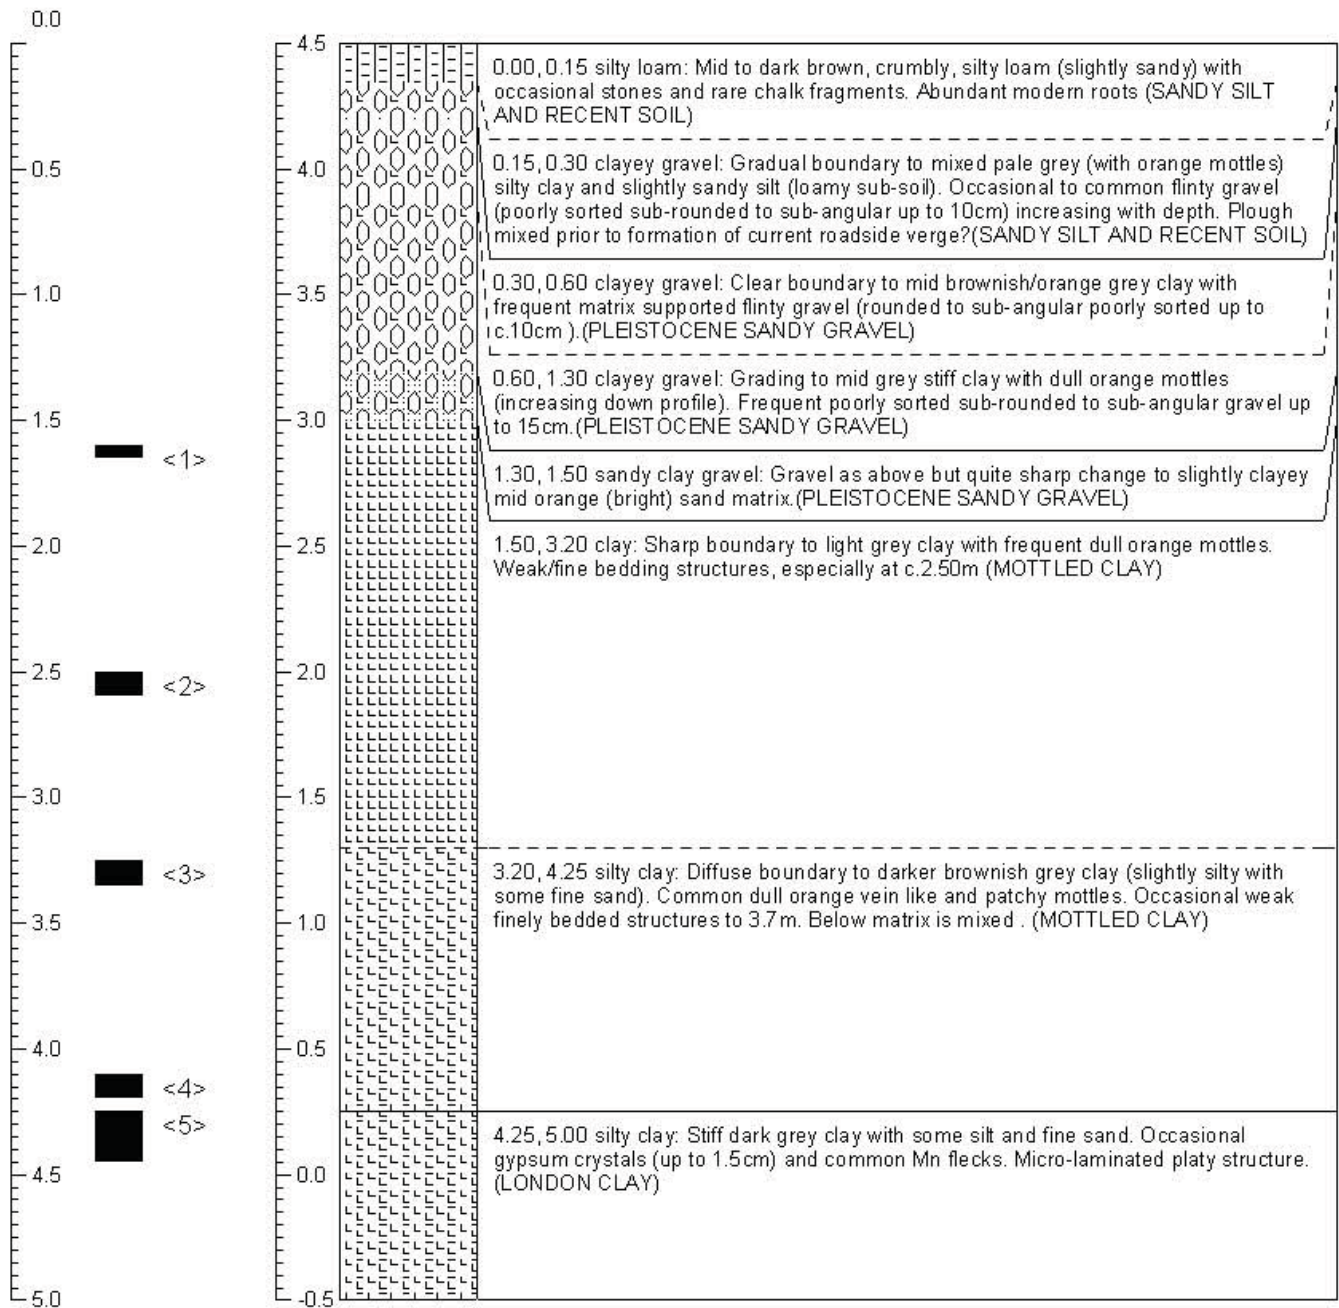 0.0
4.5
0.00, 0.15 silty loam: Mid to dark brown, crumbly, silty loam (slightly sandy) with
occasional stones and rare chalk fragments. Abundant modern roots (SANDY SILT
AND RECENT SOIL)
0.5
4.0
0.15, 0.30 clayey gravel: Gradual boundary to mixed pale grey (with orange mottles)
silty clay and slightly sandy silt (loamy sub-soil). Occasional to common flinty gravel
(poorly sorted sub-rounded to sub-angular up to 10cm) increasing with depth. Plough
mixed prior to formation of current roadside verge?(SANDY SILT AND RECENT SOIL)
1.0
3.5
0.30, 0.60 clayey gravel: Clear boundary to mid brownish/orange grey clay with
frequent matrix supported flinty gravel (rounded to sub-angular poorly sorted up to
c.10cm ).(PLEISTOCENE SANDY GRAVEL)
0.60, 1.30 clayey gravel: Grading to mid grey stiff clay with dull orange mottles
(increasing down profile). Frequent poorly sorted sub-rounded to sub-angular gravel up
to 15cm.(PLEISTOCENE SANDY GRAVEL)
1.5
3.0
<1>
1.30, 1.50 sandy clay gravel: Gravel as above but quite sharp change to slightly clayey
mid orange (bright) sand matrix.(PLEISTOCENE SANDY GRAVEL)
2.0
2.5
1.50, 3.20 clay: Sharp boundary to light grey clay with frequent dull orange mottles.
Weak/fine bedding structures, especially at c.2.50m (MOTTLED CLAY)
2.5
<2>
2.0
3.0
1.5
<3>
3.20, 4.25 silty clay: Diffuse boundary to darker brownish grey clay (slightly silty with
some fine sand). Common dull orange vein like and patchy mottles. Occasional weak
finely bedded structures to 3.7m. Below matrix is mixed . (MOTTLED CLAY)
3.5
1.0
4.0
0.5
<4>
<5>
4.25, 5.00 silty clay: Stiff dark grey clay with some silt and fine sand. Occasional
gypsum crystals (up to 1.5cm) and common Mn flecks. Micro-laminated platy structure.
(LONDON CLAY)
4.5
0.0
5.0
-0.5